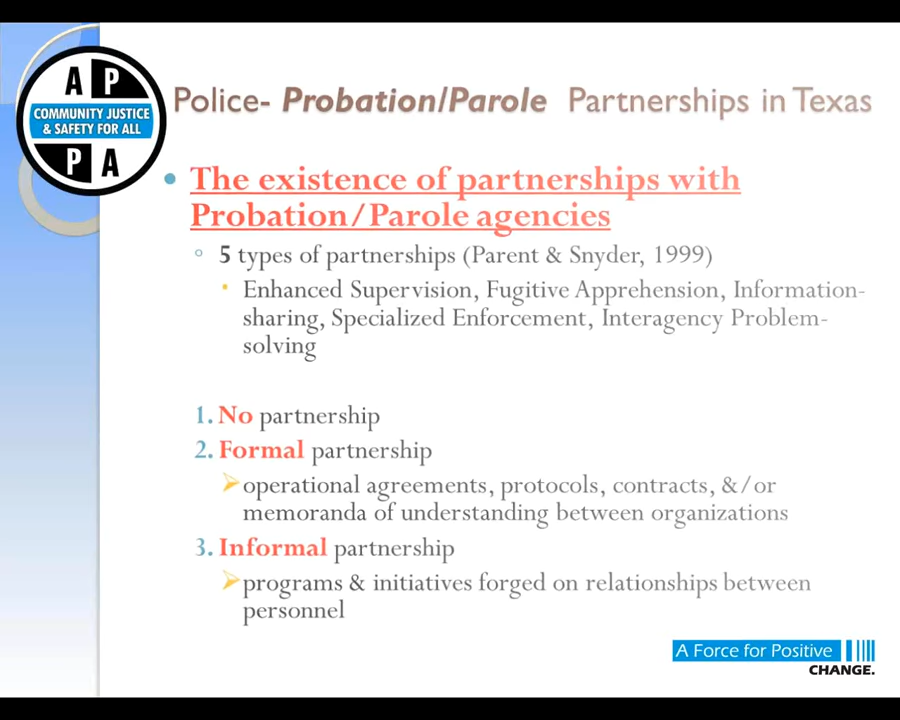 A P
COMMUNITY JUSTICE
& SAFETY FOR ALL
P A
Police- Probation/Parole Partnerships in Texas
• The existence of partnerships with
Probation/Parole agencies
◦ 5 types of partnerships (Parent & Snyder, 1999)
• Enhanced Supervision, Fugitive Apprehension, Information-
sharing, Specialized Enforcement, Interagency Problem-
solving
1. No partnership
2. Formal partnership
➢operational agreements, protocols, contracts, &/or
memoranda of understanding between organizations
3. Informal partnership
➢programs & initiatives forged on relationships between
personnel
A Force for Positive
CHANGE.